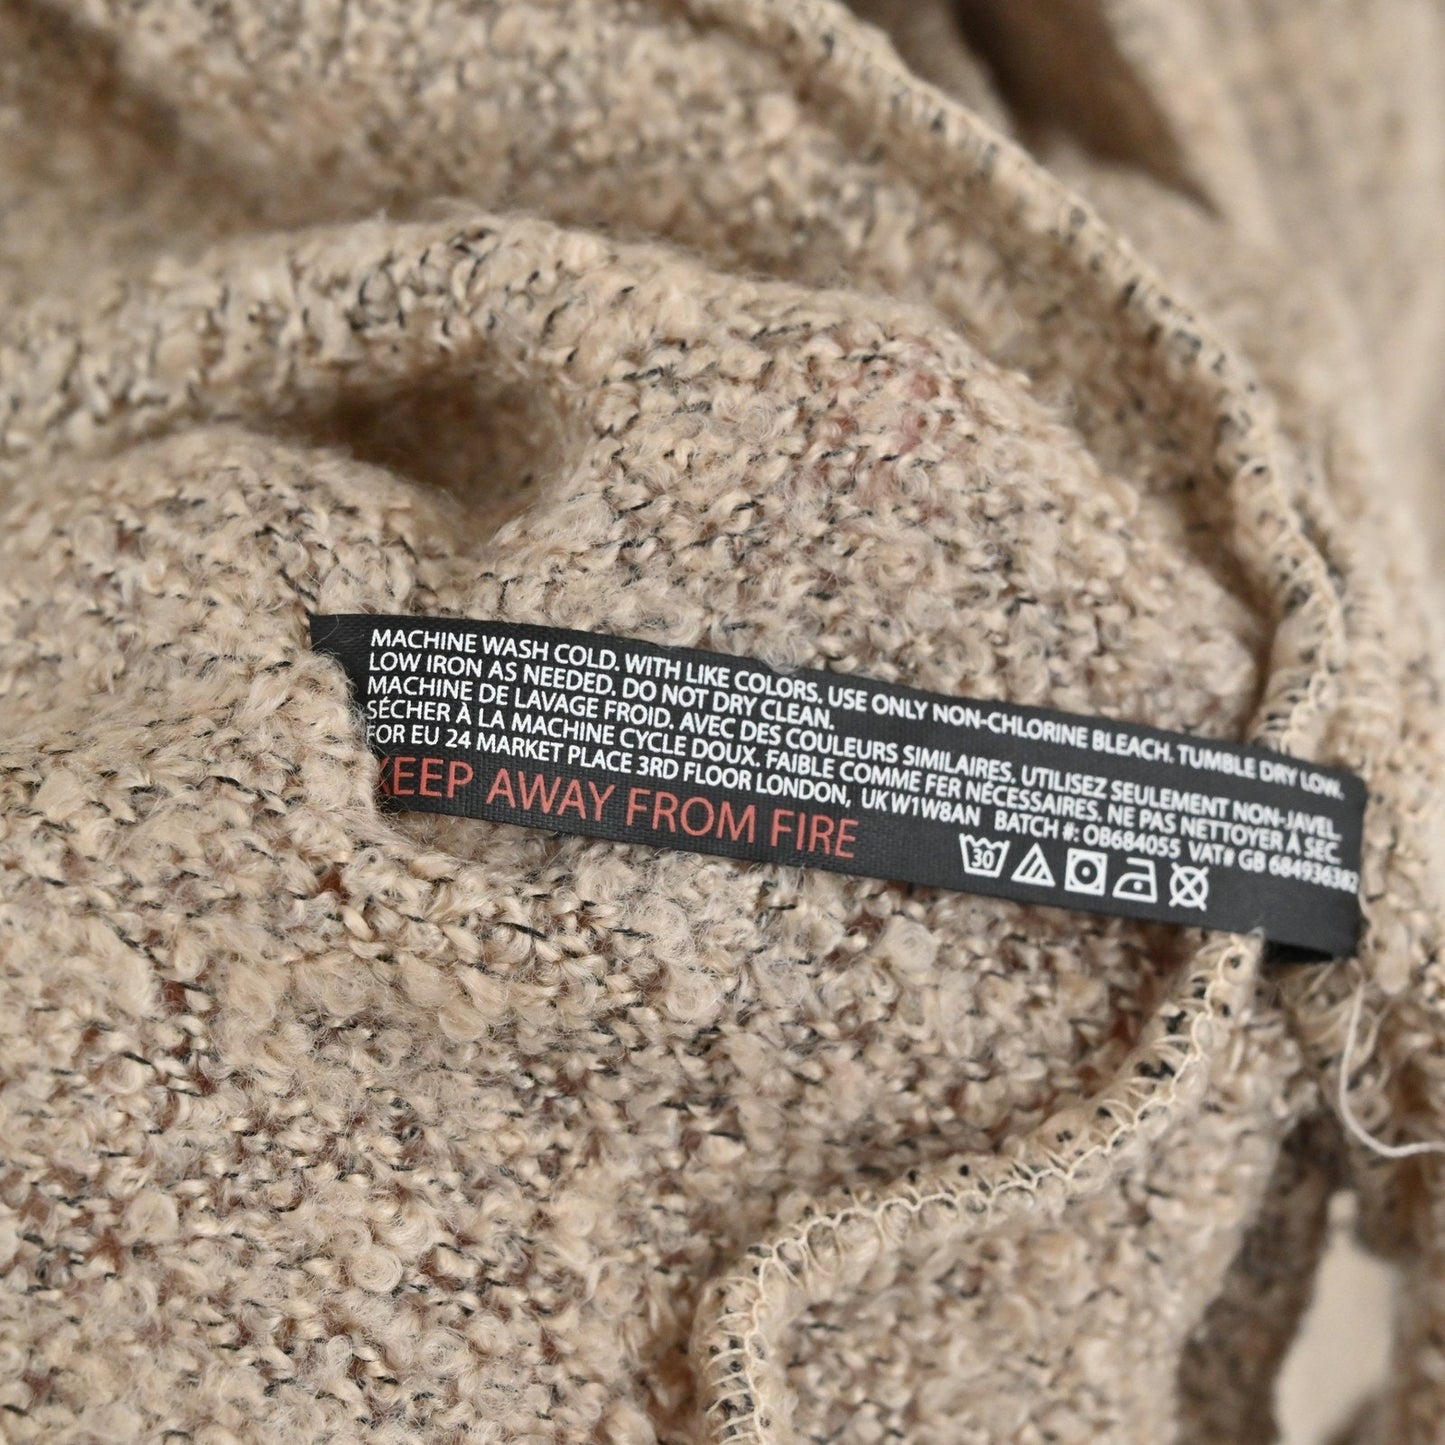 MACHINE WASH COLD. WITH LIKE COLORS. USE ONLY NON-CHLORINE BLEACH. TUMBLE DRY LOW.
LOW IRON AS NEEDED. DO NOT DRY CLEAN.
MACHINE DE LAVAGE FROID. AVEC DES COULEURS SIMILAIRES. UTILISEZ SEULEMENT NON-JAVEL.
SÉCHER À LA MACHINE CYCLE DOUX. FAIBLE COMME FER NÉCESSAIRES. NE PAS NETTOYER À SEC.
FOR EU 24 MARKET PLACE 3RD FLOOR LONDON, UK W1W8AN BATCH #: OB684055 VAT# GB 684936382
KEEP AWAY FROM FIRE
30